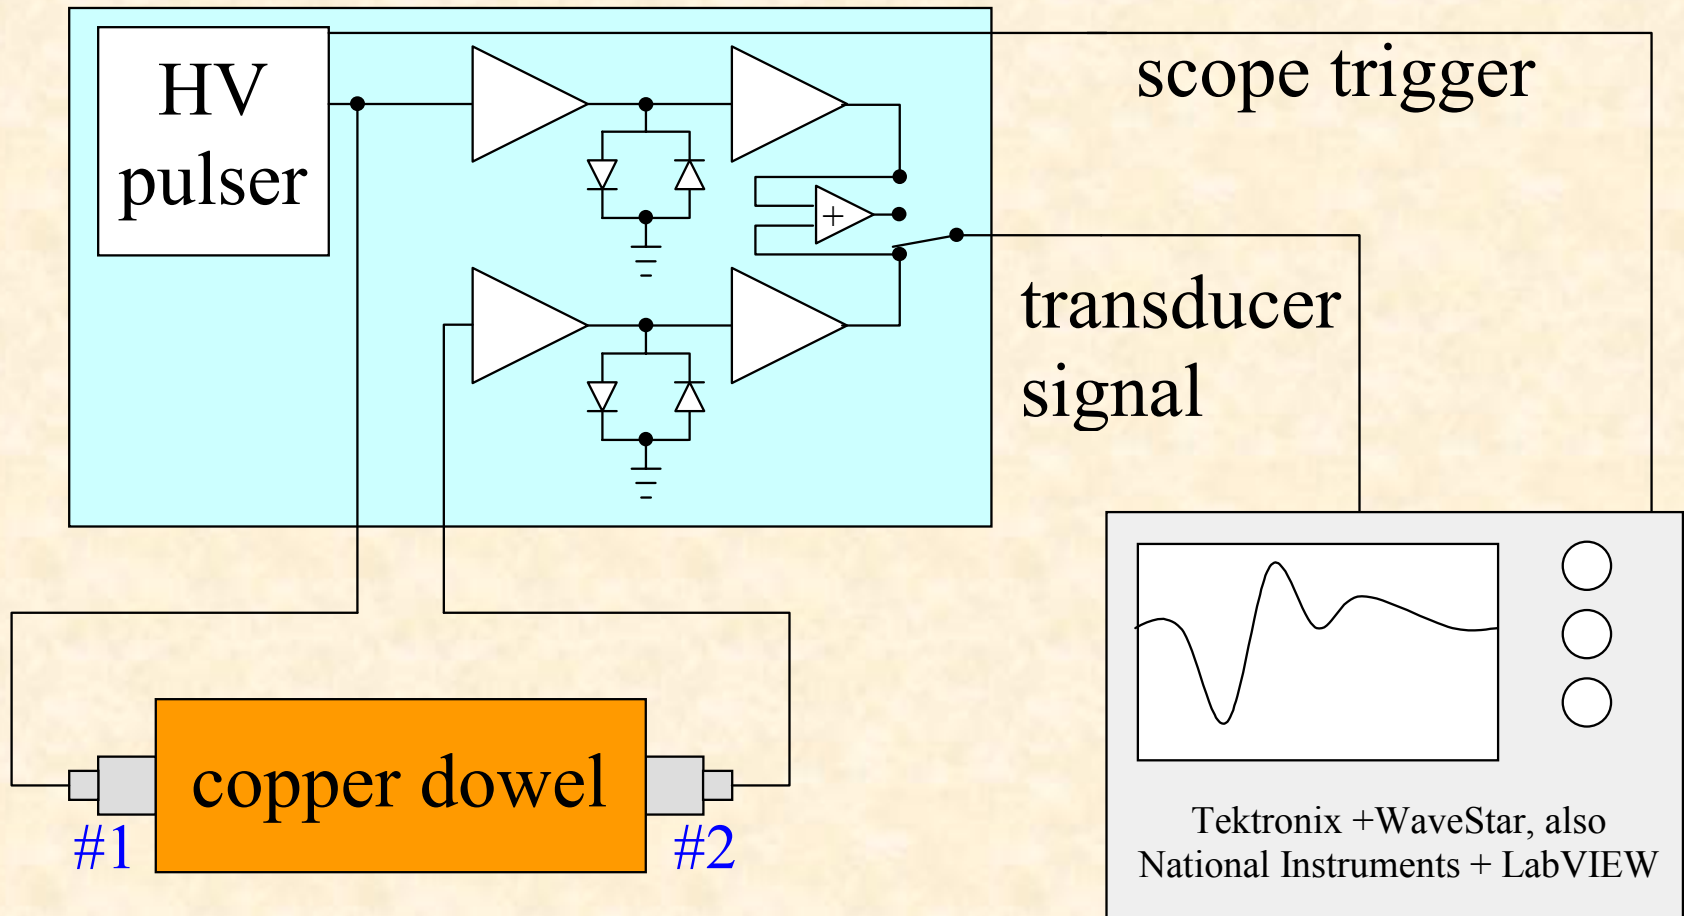 HV
pulser
scope trigger
+
transducer
signal
copper dowel
#1
#2
Tektronix +WaveStar, also
National Instruments + LabVIEW